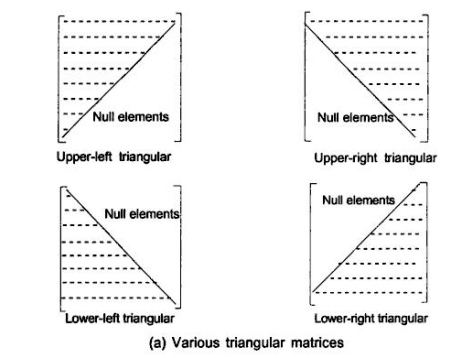 Null elements
Null elements
Upper-left triangular
Upper-right triangular
Null elements
Null elements
Lower-left triangular
Lower-right triangular
(a) Various triangular matrices